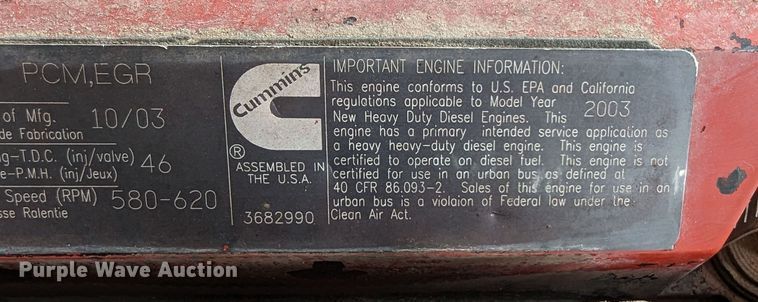 PCM,EGR
of Mfg. 10/03
de Fabrication
ng-T.D.C. (inj/valve) 46
e-P.M.H. (inj/Jeux)
Speed (RPM) 580-620
sse Ralentie
Cummins
®
ASSEMBLED IN
THE U.S.A.
3682990
IMPORTANT ENGINE INFORMATION:
This engine conforms to U.S. EPA and California
regulations applicable to Model Year 2003
New Heavy Duty Diesel Engines. This
engine has a primary intended service application as
a heavy heavy-duty diesel engine. This engine is
certified to operate on diesel fuel. This engine is not
certified for use in an urban bus as defined at
40 CFR 86.093-2. Sales of this engine for use in an
urban bus is a violaion of Federal law under the
Clean Air Act.
Purple Wave Auction